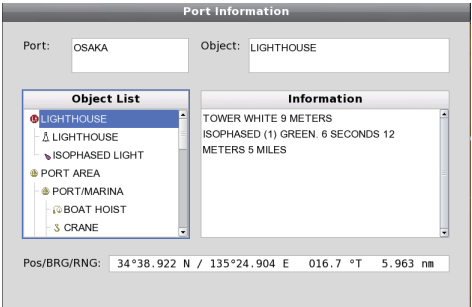 Port Information
Port: OSAKA Object: LIGHTHOUSE
Object List
LIGHTHOUSE
LIGHTHOUSE
ISOPHASED LIGHT
PORT AREA
PORT/MARINA
BOAT HOIST
CRANE
Information
TOWER WHITE 9 METERS
ISOPHASED (1) GREEN. 6 SECONDS 12
METERS 5 MILES
Pos/BRG/RNG: 34°38.922 N / 135°24.904 E 016.7 °T 5.963 nm